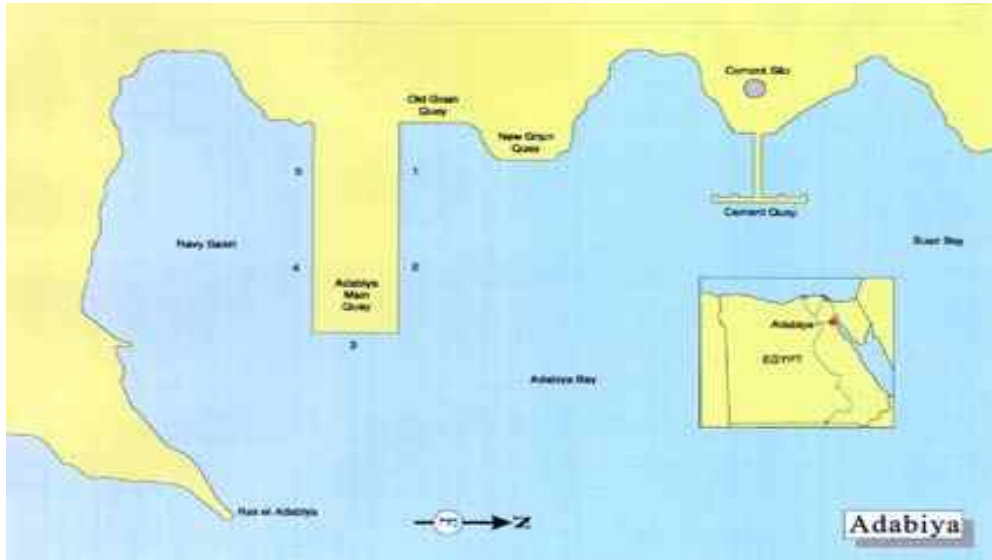 Cement Silo
Old Grain
Quay
New Grain
Quay
5
1
Cement Quay
Navy Basin
Suez Bay
4
2
Adabiya
Main
Quay
3
Adabiya
EGYPT
Adabiya Bay
Ras el Adabiya
N
Adabiya